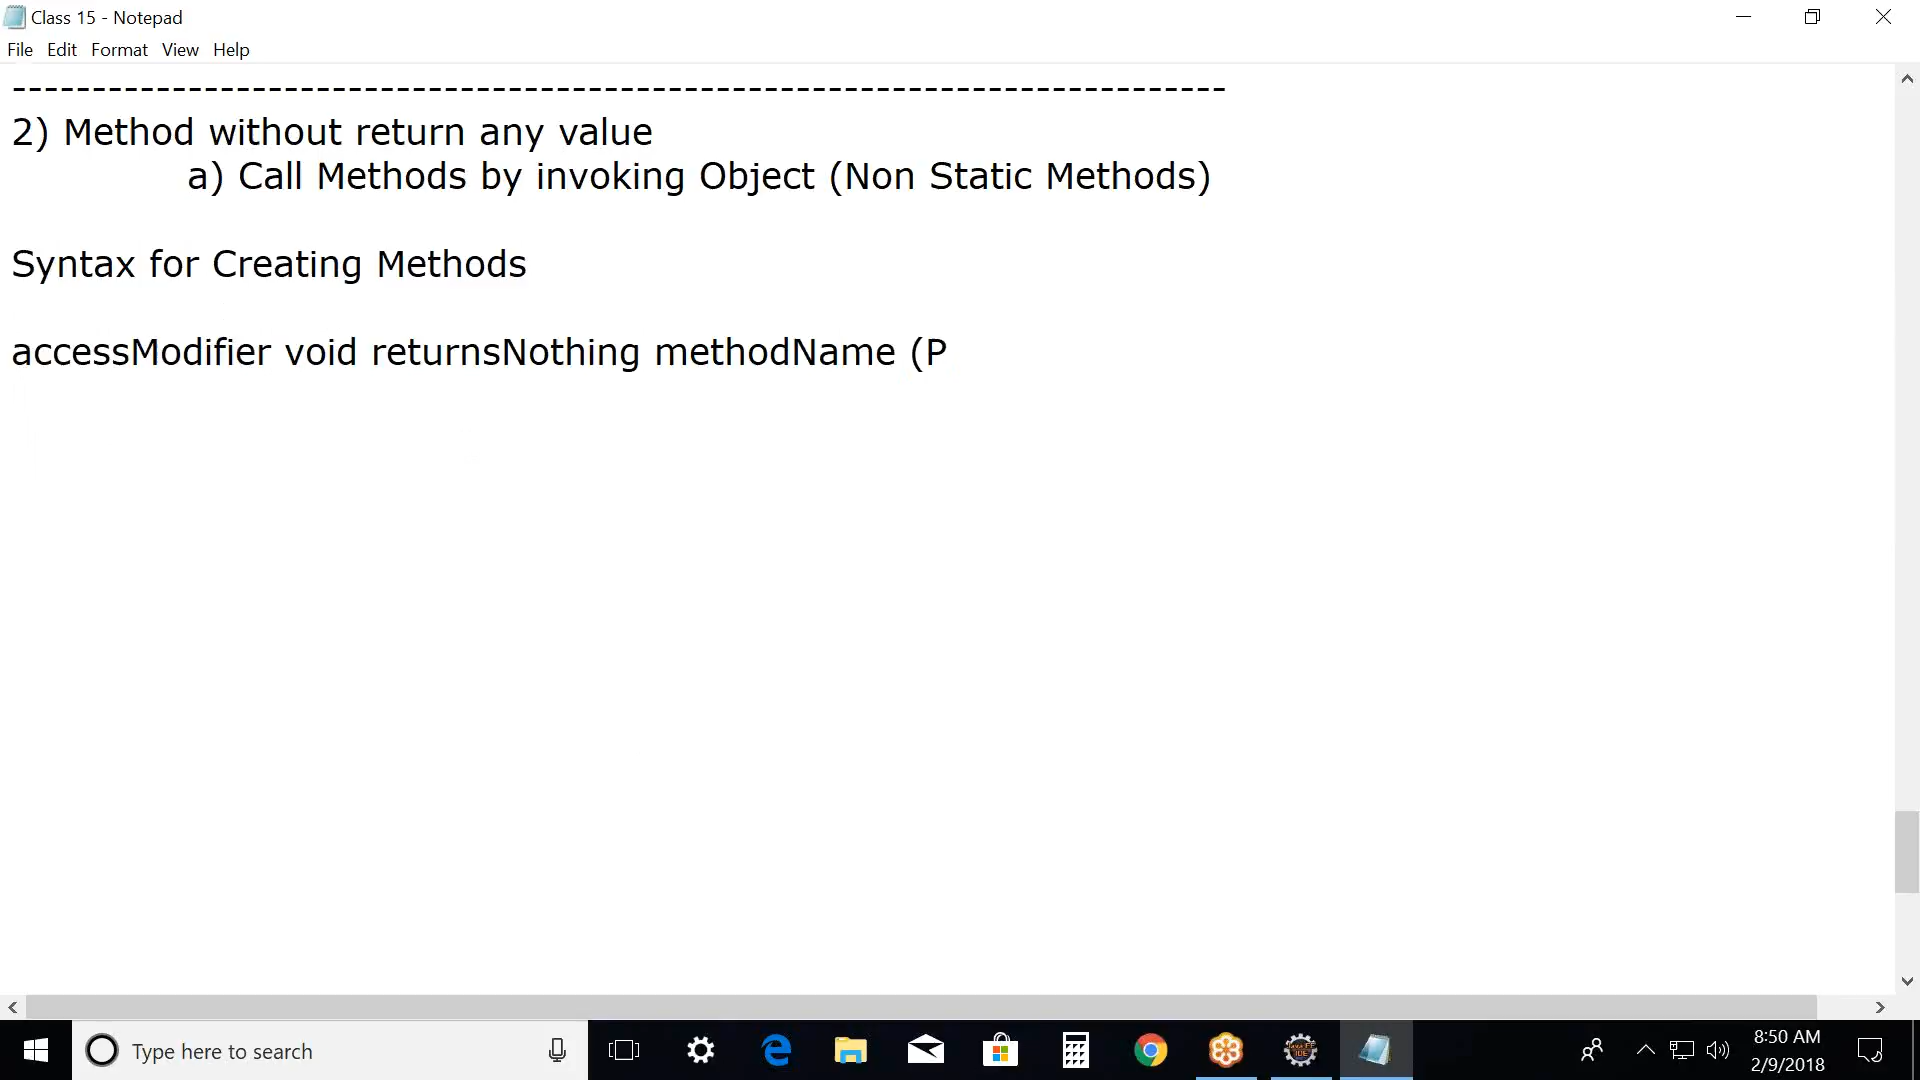 Class 15 - Notepad
File Edit Format View Help
----------------------------------------------------------------------------
2) Method without return any value
a) Call Methods by invoking Object (Non Static Methods)
Syntax for Creating Methods
accessModifier void returnsNothing methodName (P
Type here to search
8:50 AM
2/9/2018